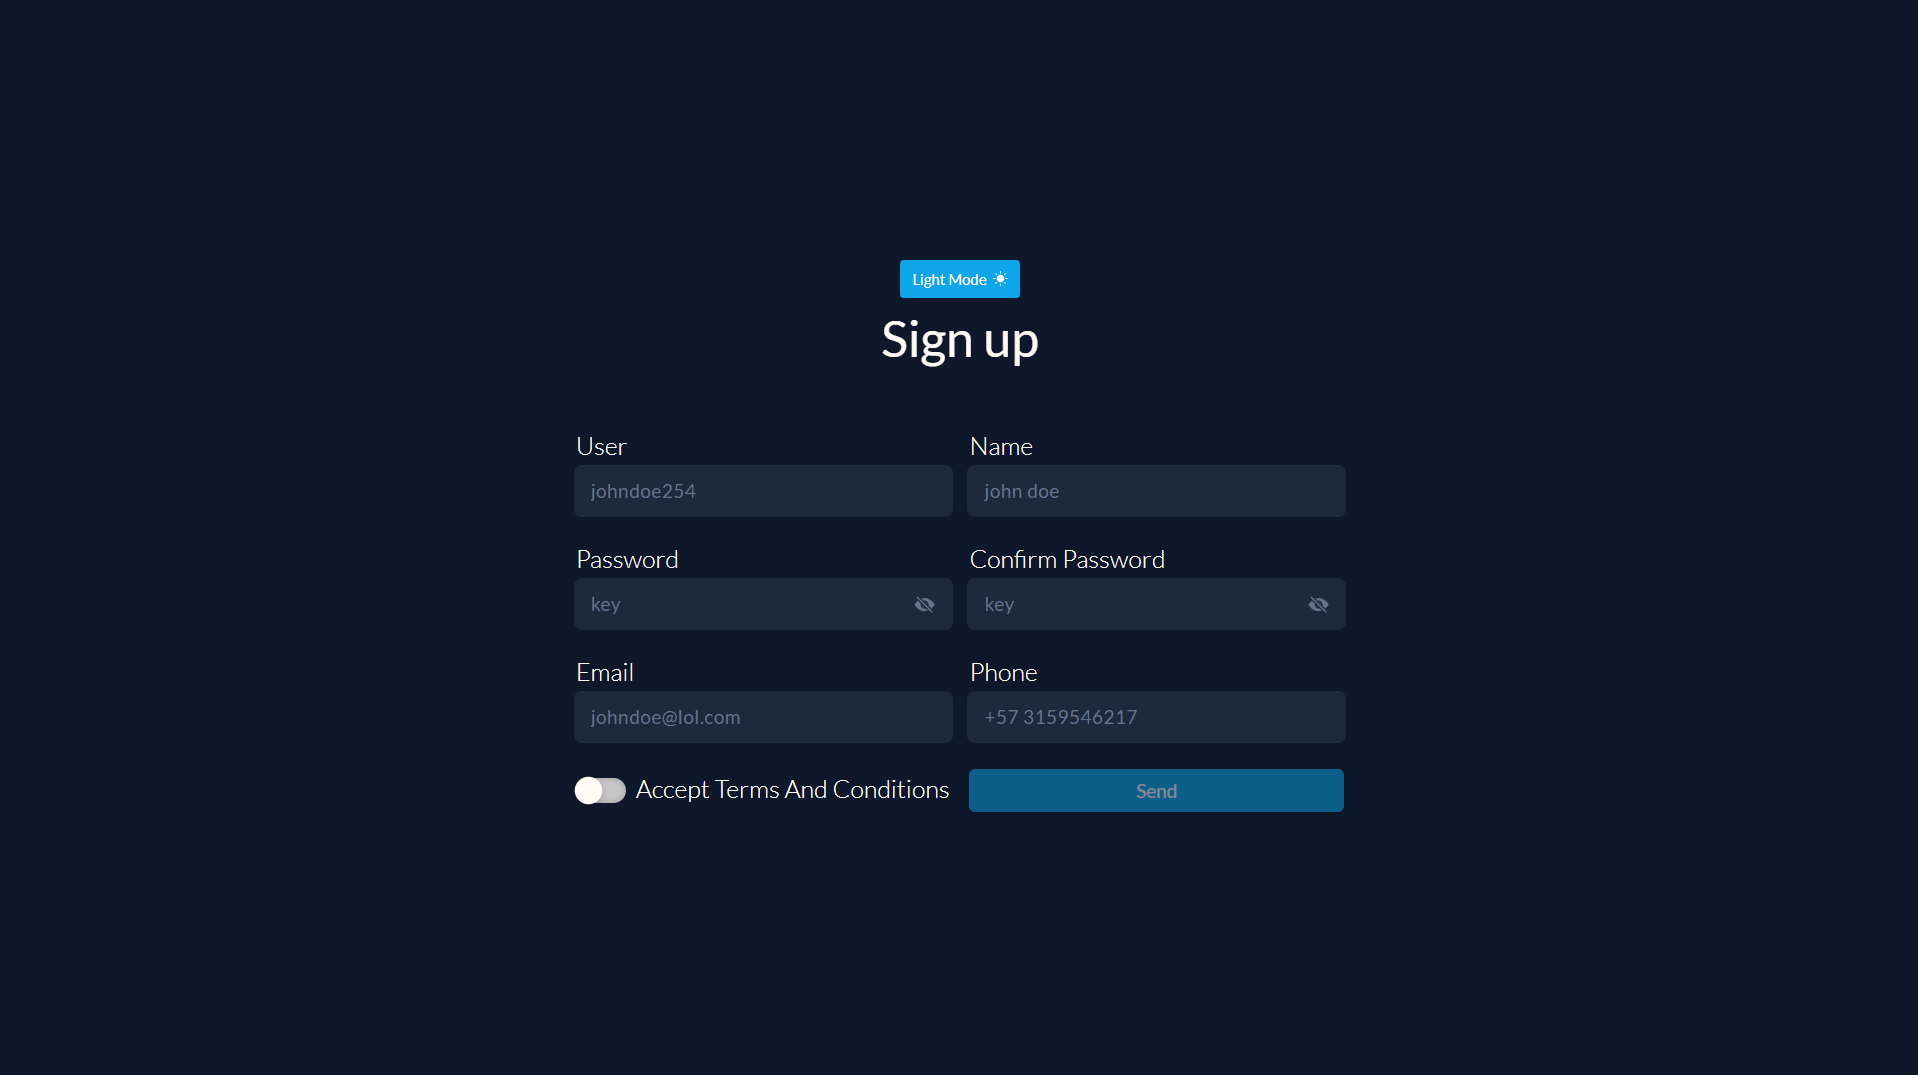 Light Mode
Sign up
User
Name
johndoe254
john doe
Password
Confirm Password
key
key
Email
Phone
johndoe@lol.com
+57 3159546217
Accept Terms And Conditions
Send